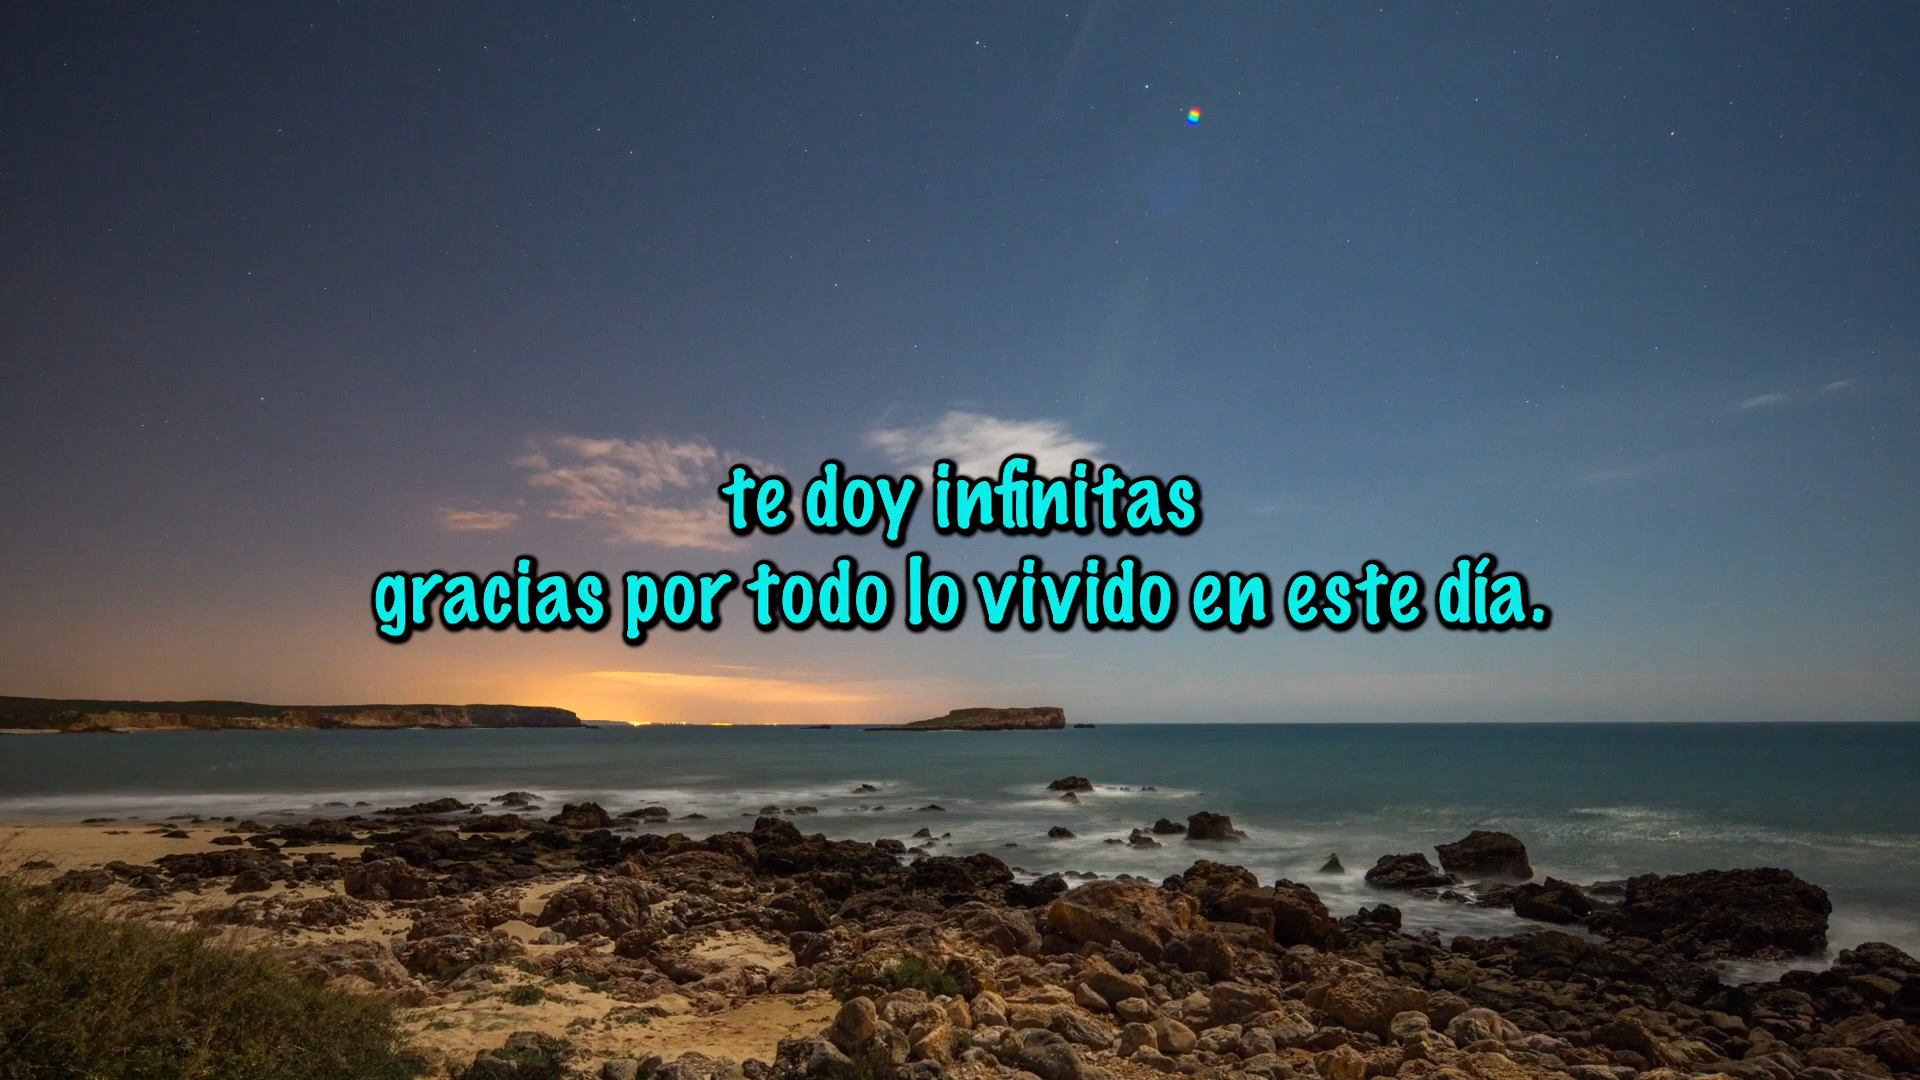 te doy infinitas
gracias por todo lo vivido en este día.